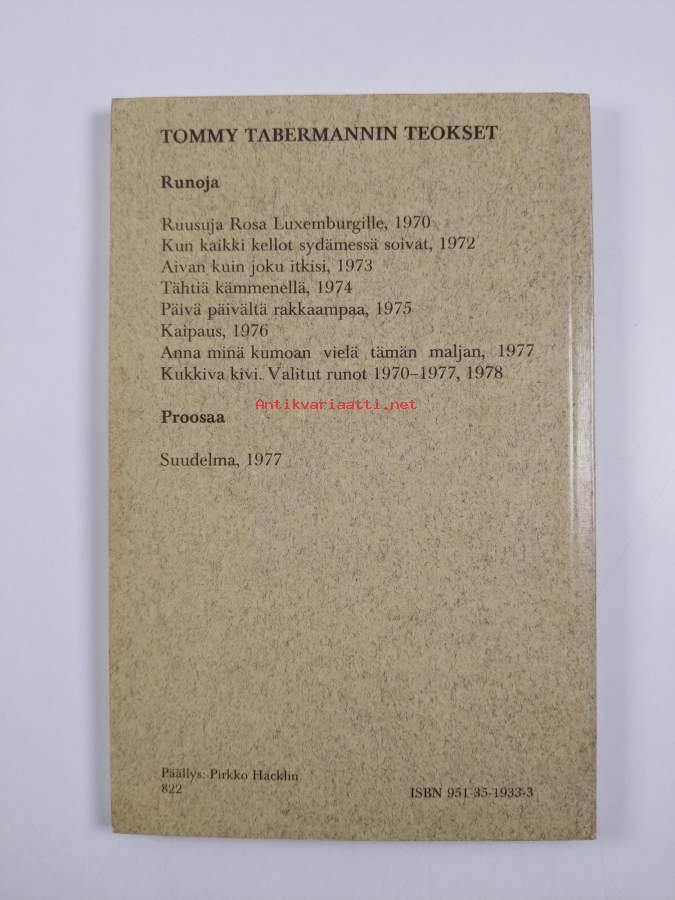 TOMMY TABERMANNIN TEOKSET
Runoja
Ruusuja Rosa Luxemburgille, 1970
Kun kaikki kellot sydämessä soivat, 1972
Aivan kuin joku itkisi, 1973
Tähtiä kämmenellä, 1974
Päivä päivältä rakkaampaa, 1975
Kaipaus, 1976
Anna minä kumoan vielä tämän maljan, 1977
Kukkiva kivi. Valitut runot 1970–1977, 1978
Antikvariaatti.net
Proosaa
Suudelma, 1977
Päällys: Pirkko Hacklin
822
ISBN 951-35-1933-3